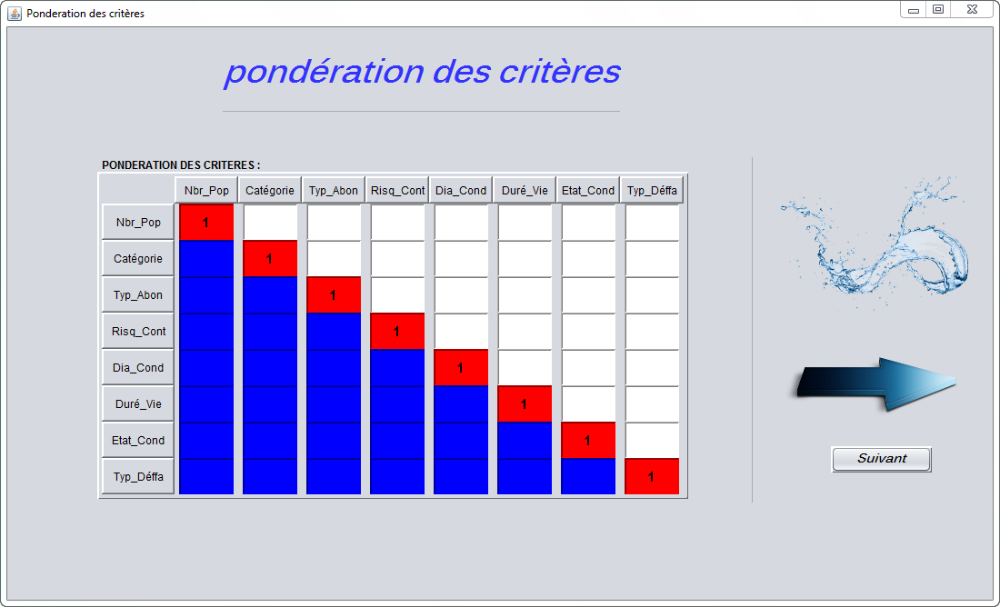 Ponderation des critères
pondération des critères
PONDERATION DES CRITERES :
Nbr_Pop Catégorie Typ_Abon Risq_Cont Dia_Cond Duré_Vie Etat_Cond Typ_Déffa
Nbr_Pop 1
Catégorie 1
Typ_Abon 1
Risq_Cont 1
Dia_Cond 1
Duré_Vie 1
Etat_Cond 1
Typ_Déffa 1
Suivant